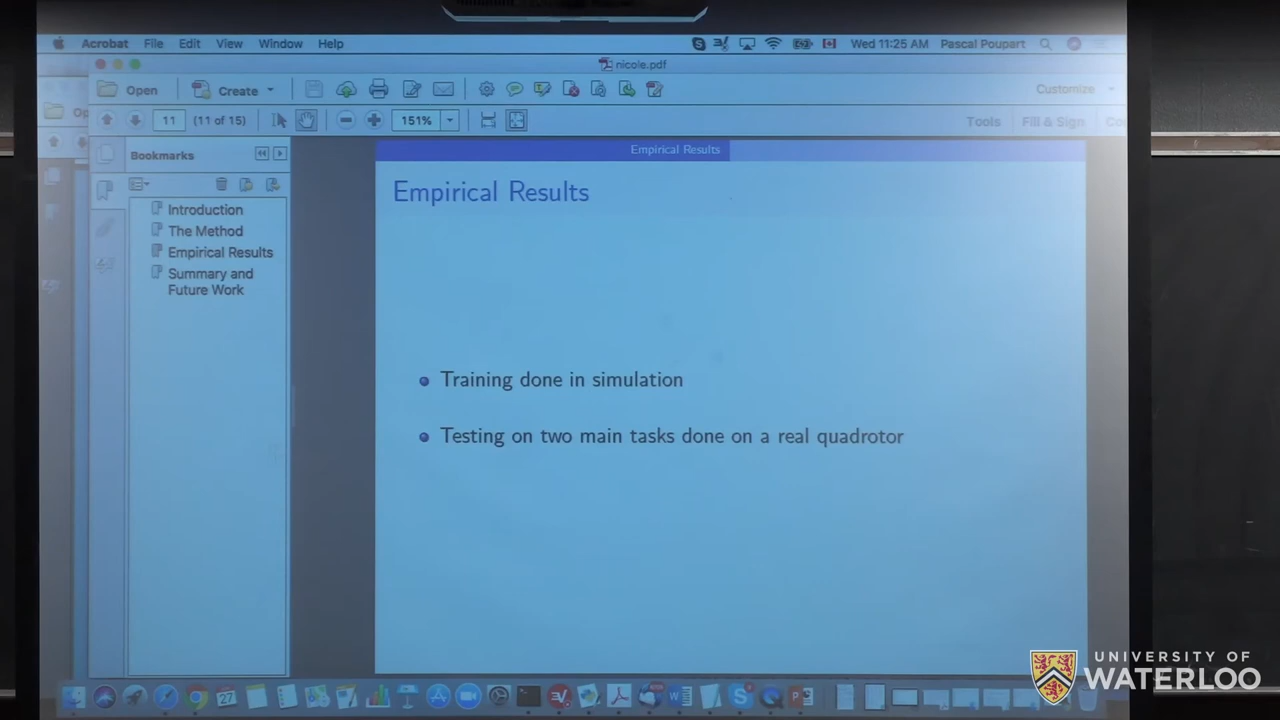 Acrobat File Edit View Window Help Wed 11:25 AM Pascal Poupart
nicole.pdf
Open Create Customize
11 (11 of 15) 151% Tools Fill & Sign
Bookmarks
Introduction
The Method
Empirical Results
Summary and
Future Work
Empirical Results
Empirical Results
Training done in simulation
Testing on two main tasks done on a real quadrotor
27
UNIVERSITY OF
WATERLOO